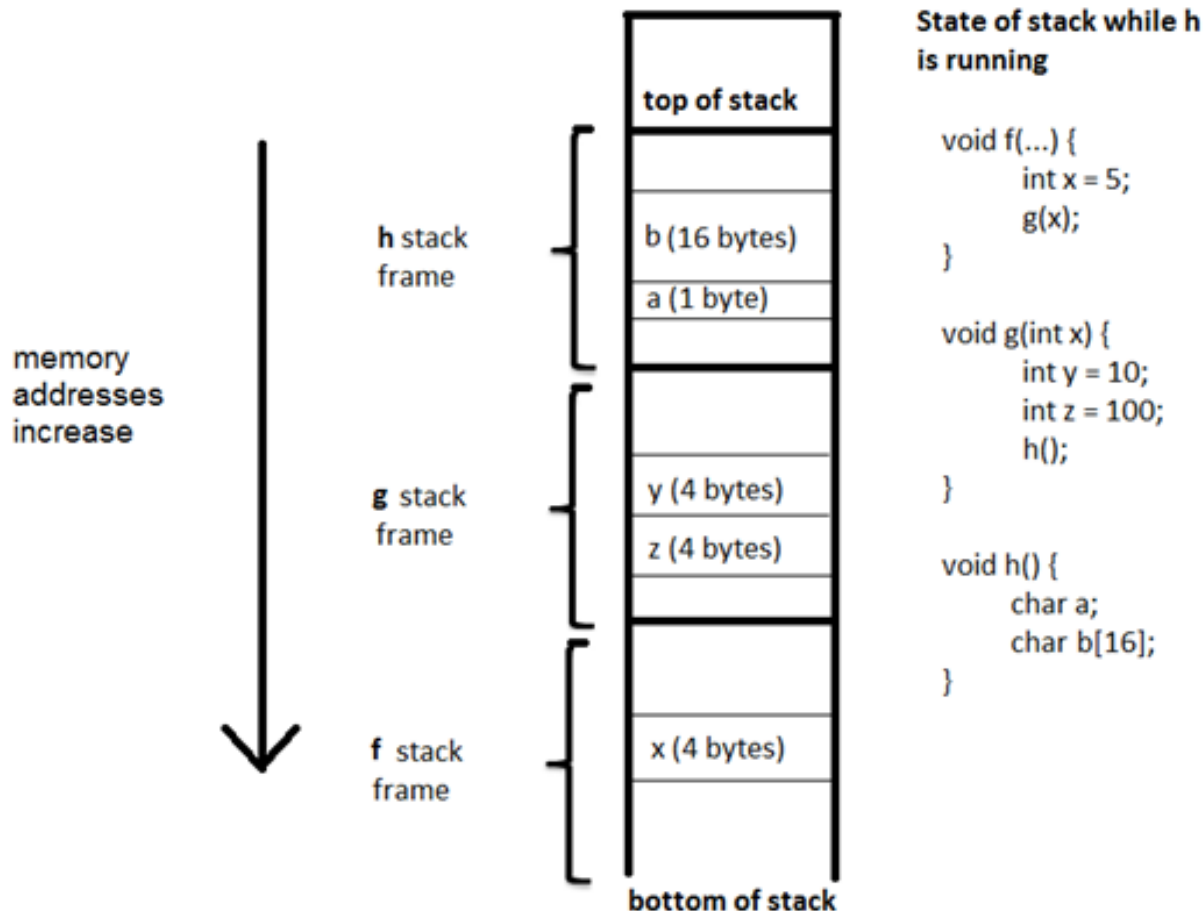 State of stack while h
is running
top of stack
h stack
frame
b (16 bytes)
a (1 byte)
memory
addresses
increase
g stack
frame
y (4 bytes)
z (4 bytes)
f stack
frame
x (4 bytes)
bottom of stack
void f(...) {
int x = 5;
g(x);
}
void g(int x) {
int y = 10;
int z = 100;
h();
}
void h() {
char a;
char b[16];
}